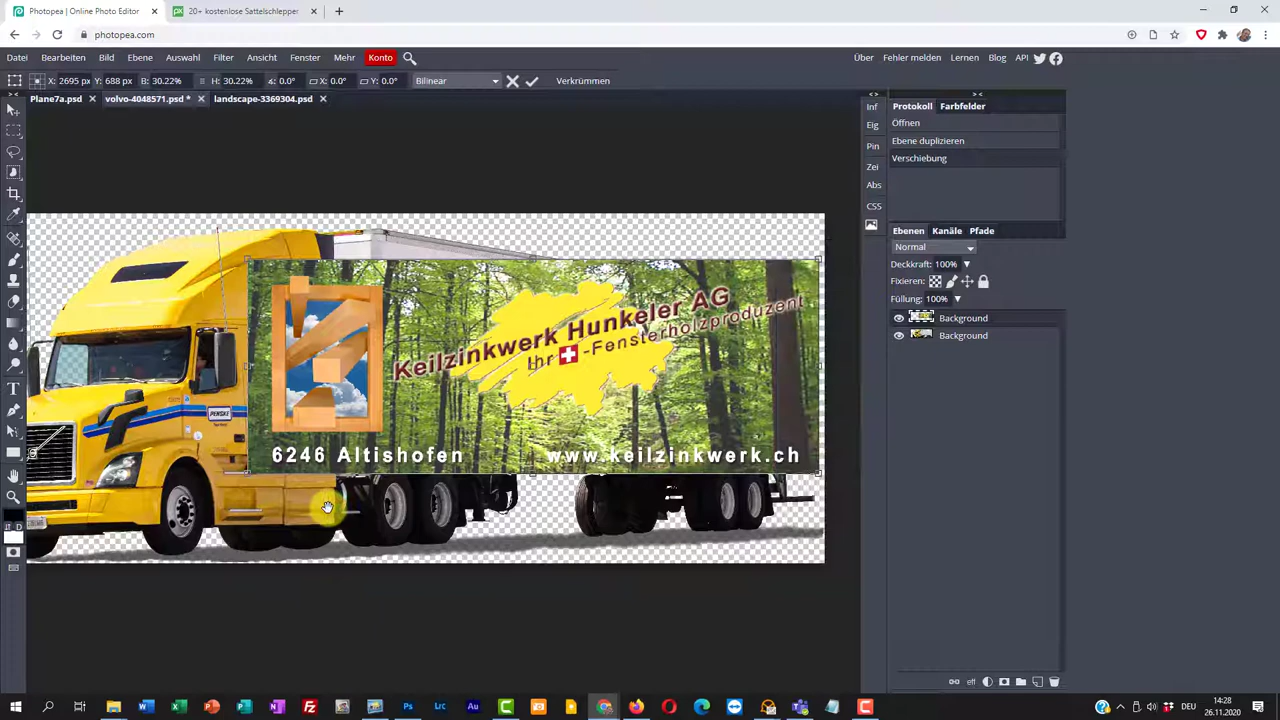 Photopea | Online Photo Editor
20+ kostenlose Sattelschlepper
photopea.com
Datei Bearbeiten Bild Ebene Auswahl Filter Ansicht Fenster Mehr Konto Über Fehler melden Lernen Blog API
X: 2695 px Y: 688 px B: 30.22% H: 30.22% 0.0° X: 0.0° Y: 0.0° Bilinear Verkrümmen
Plane7a.psd volvo-4048571.psd * landscape-3369304.psd
Inf
Eig
Pin
Zei
Abs
CSS
Protokoll Farbfelder
Öffnen
Ebene duplizieren
Verschiebung
Ebenen Kanäle Pfade
Normal
Deckkraft: 100%
Fixieren:
Füllung: 100%
Background
Background
Keilzinkwerk Hunkeler AG
Ihr -Fensterholzproduzent
6246 Altishofen www.keilzinkwerk.ch
PENSKE
D
eff
14:28
26.11.2020